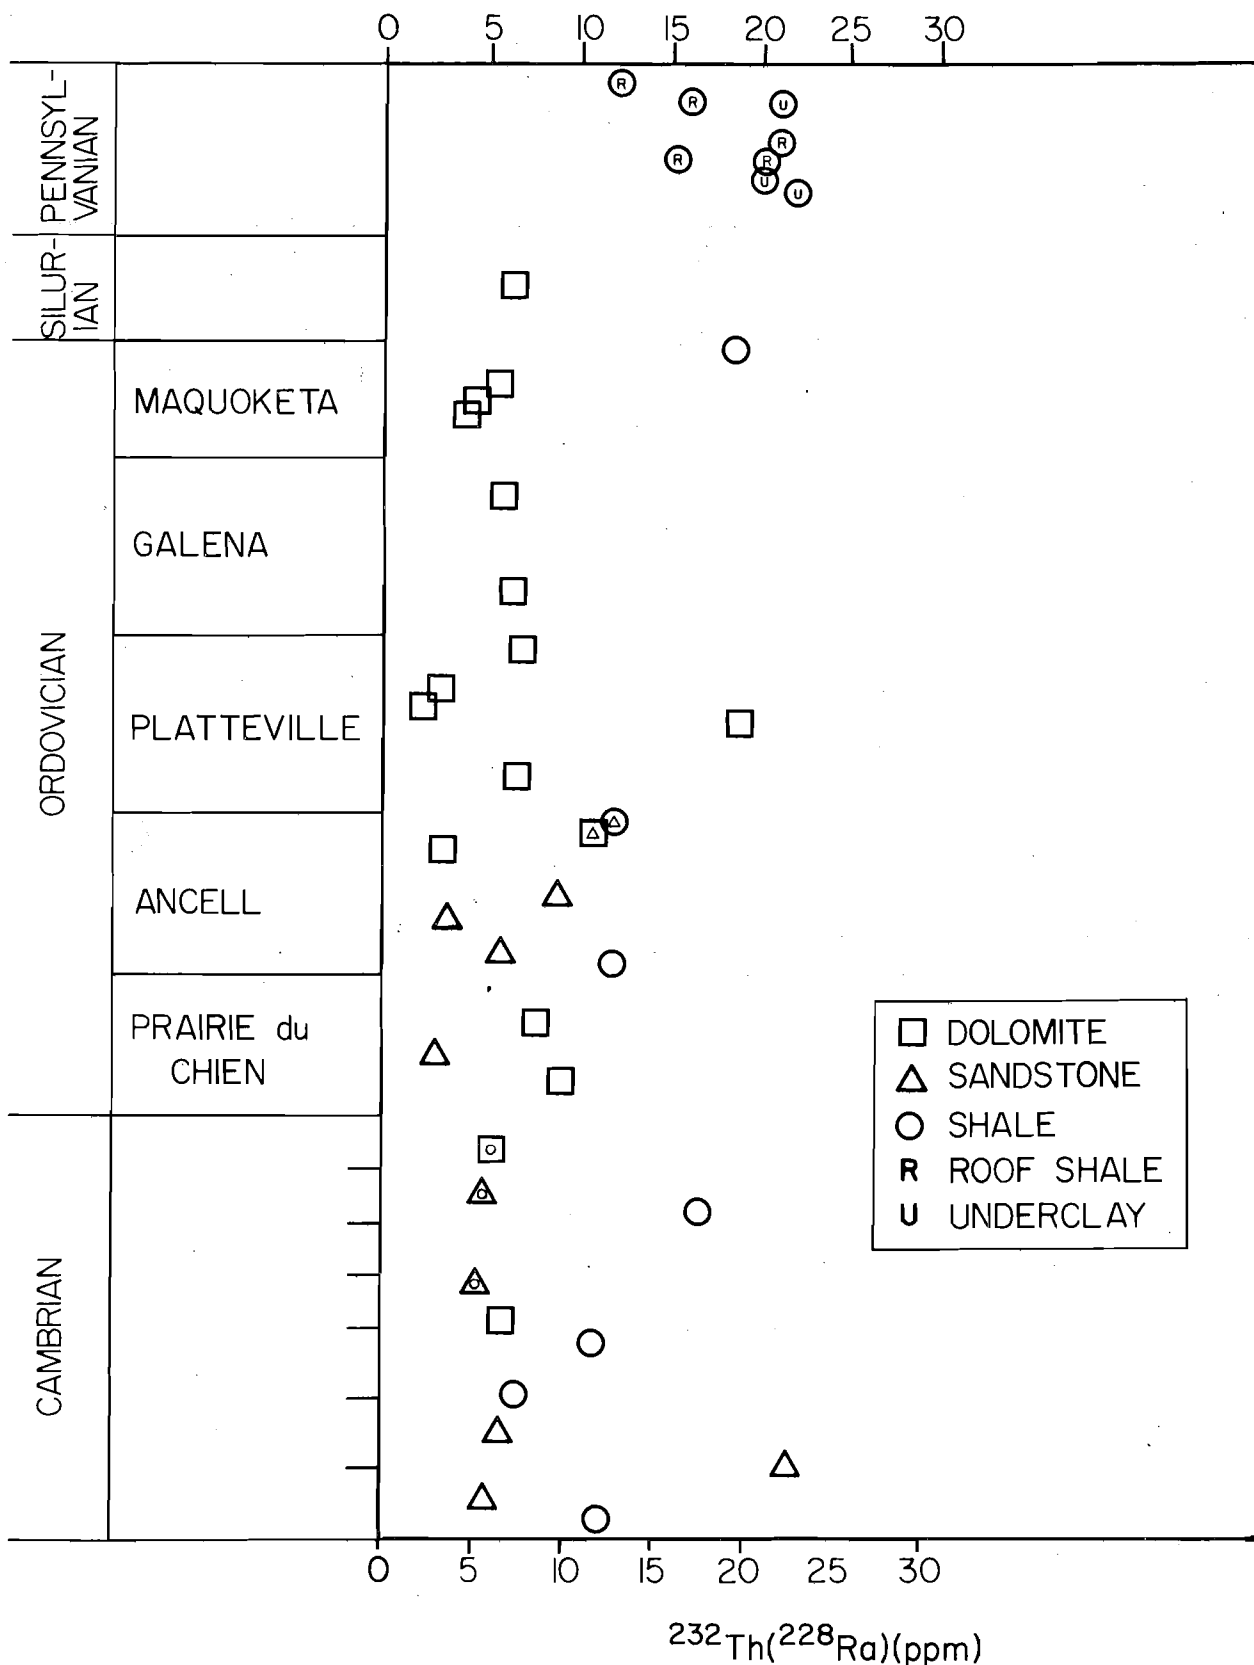 0 5 10 15 20 25 30
PENNSYL-
VANIAN
R
R U
R
R R
U
U
SILUR-
IAN
ORDOVICIAN
MAQUOKETA
GALENA
PLATTEVILLE
ANCELL
PRAIRIE du
CHIEN
CAMBRIAN
DOLOMITE
SANDSTONE
SHALE
R ROOF SHALE
U UNDERCLAY
0 5 10 15 20 25 30
²³²Th(²²⁸Ra)(ppm)